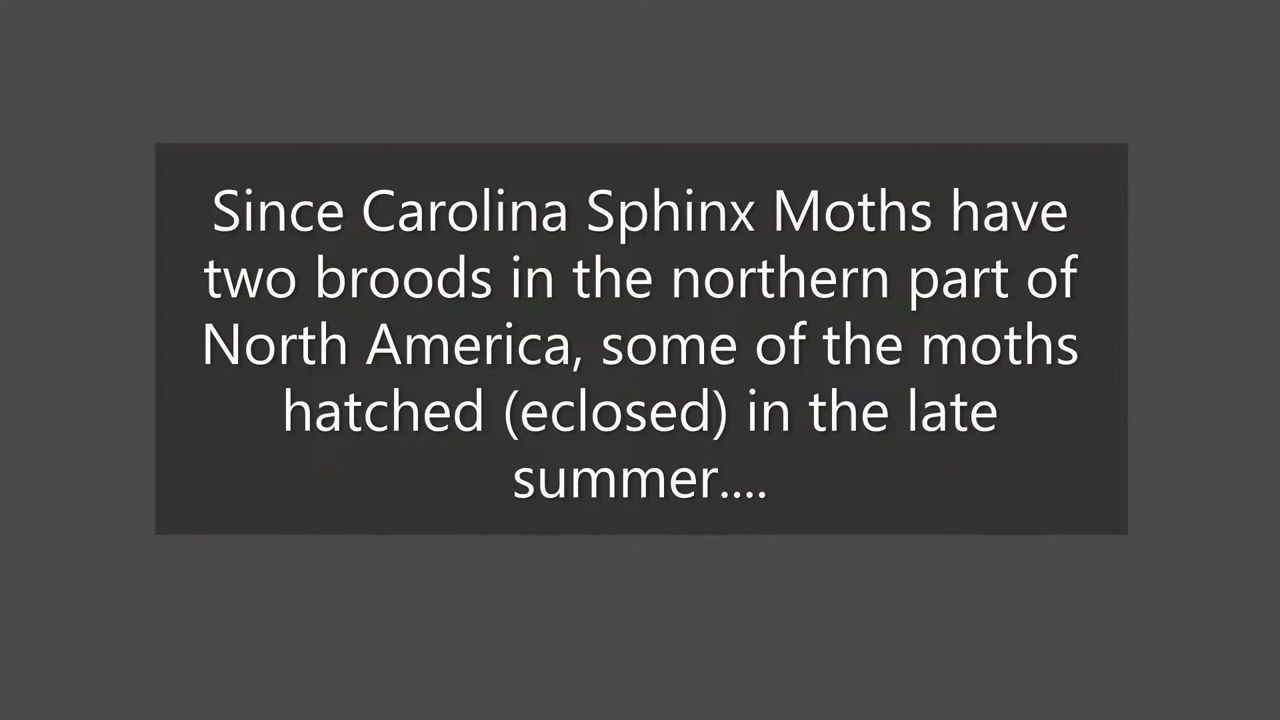 Since Carolina Sphinx Moths have
two broods in the northern part of
North America, some of the moths
hatched (eclosed) in the late
summer....